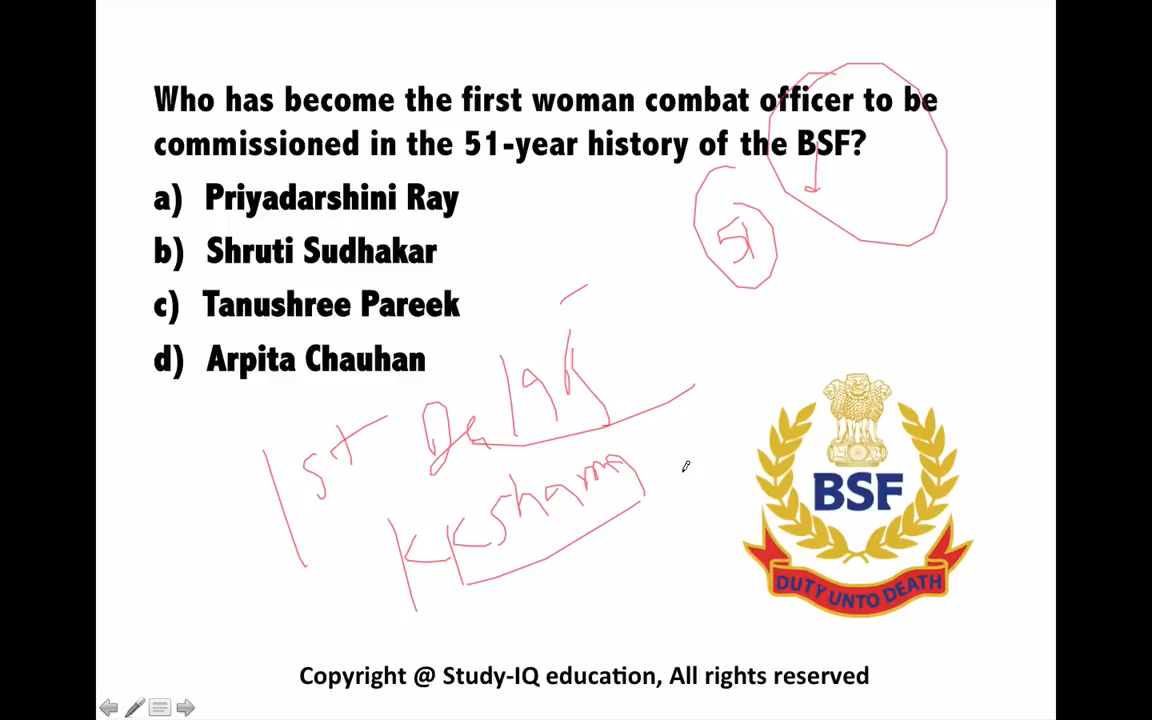 Who has become the first woman combat officer to be
commissioned in the 51-year history of the BSF?
a) Priyadarshini Ray
b) Shruti Sudhakar
c) Tanushree Pareek
d) Arpita Chauhan
51
1st Dec 196
KK Sharma
BSF
DUTY UNTO DEATH
Copyright @ Study-IQ education, All rights reserved